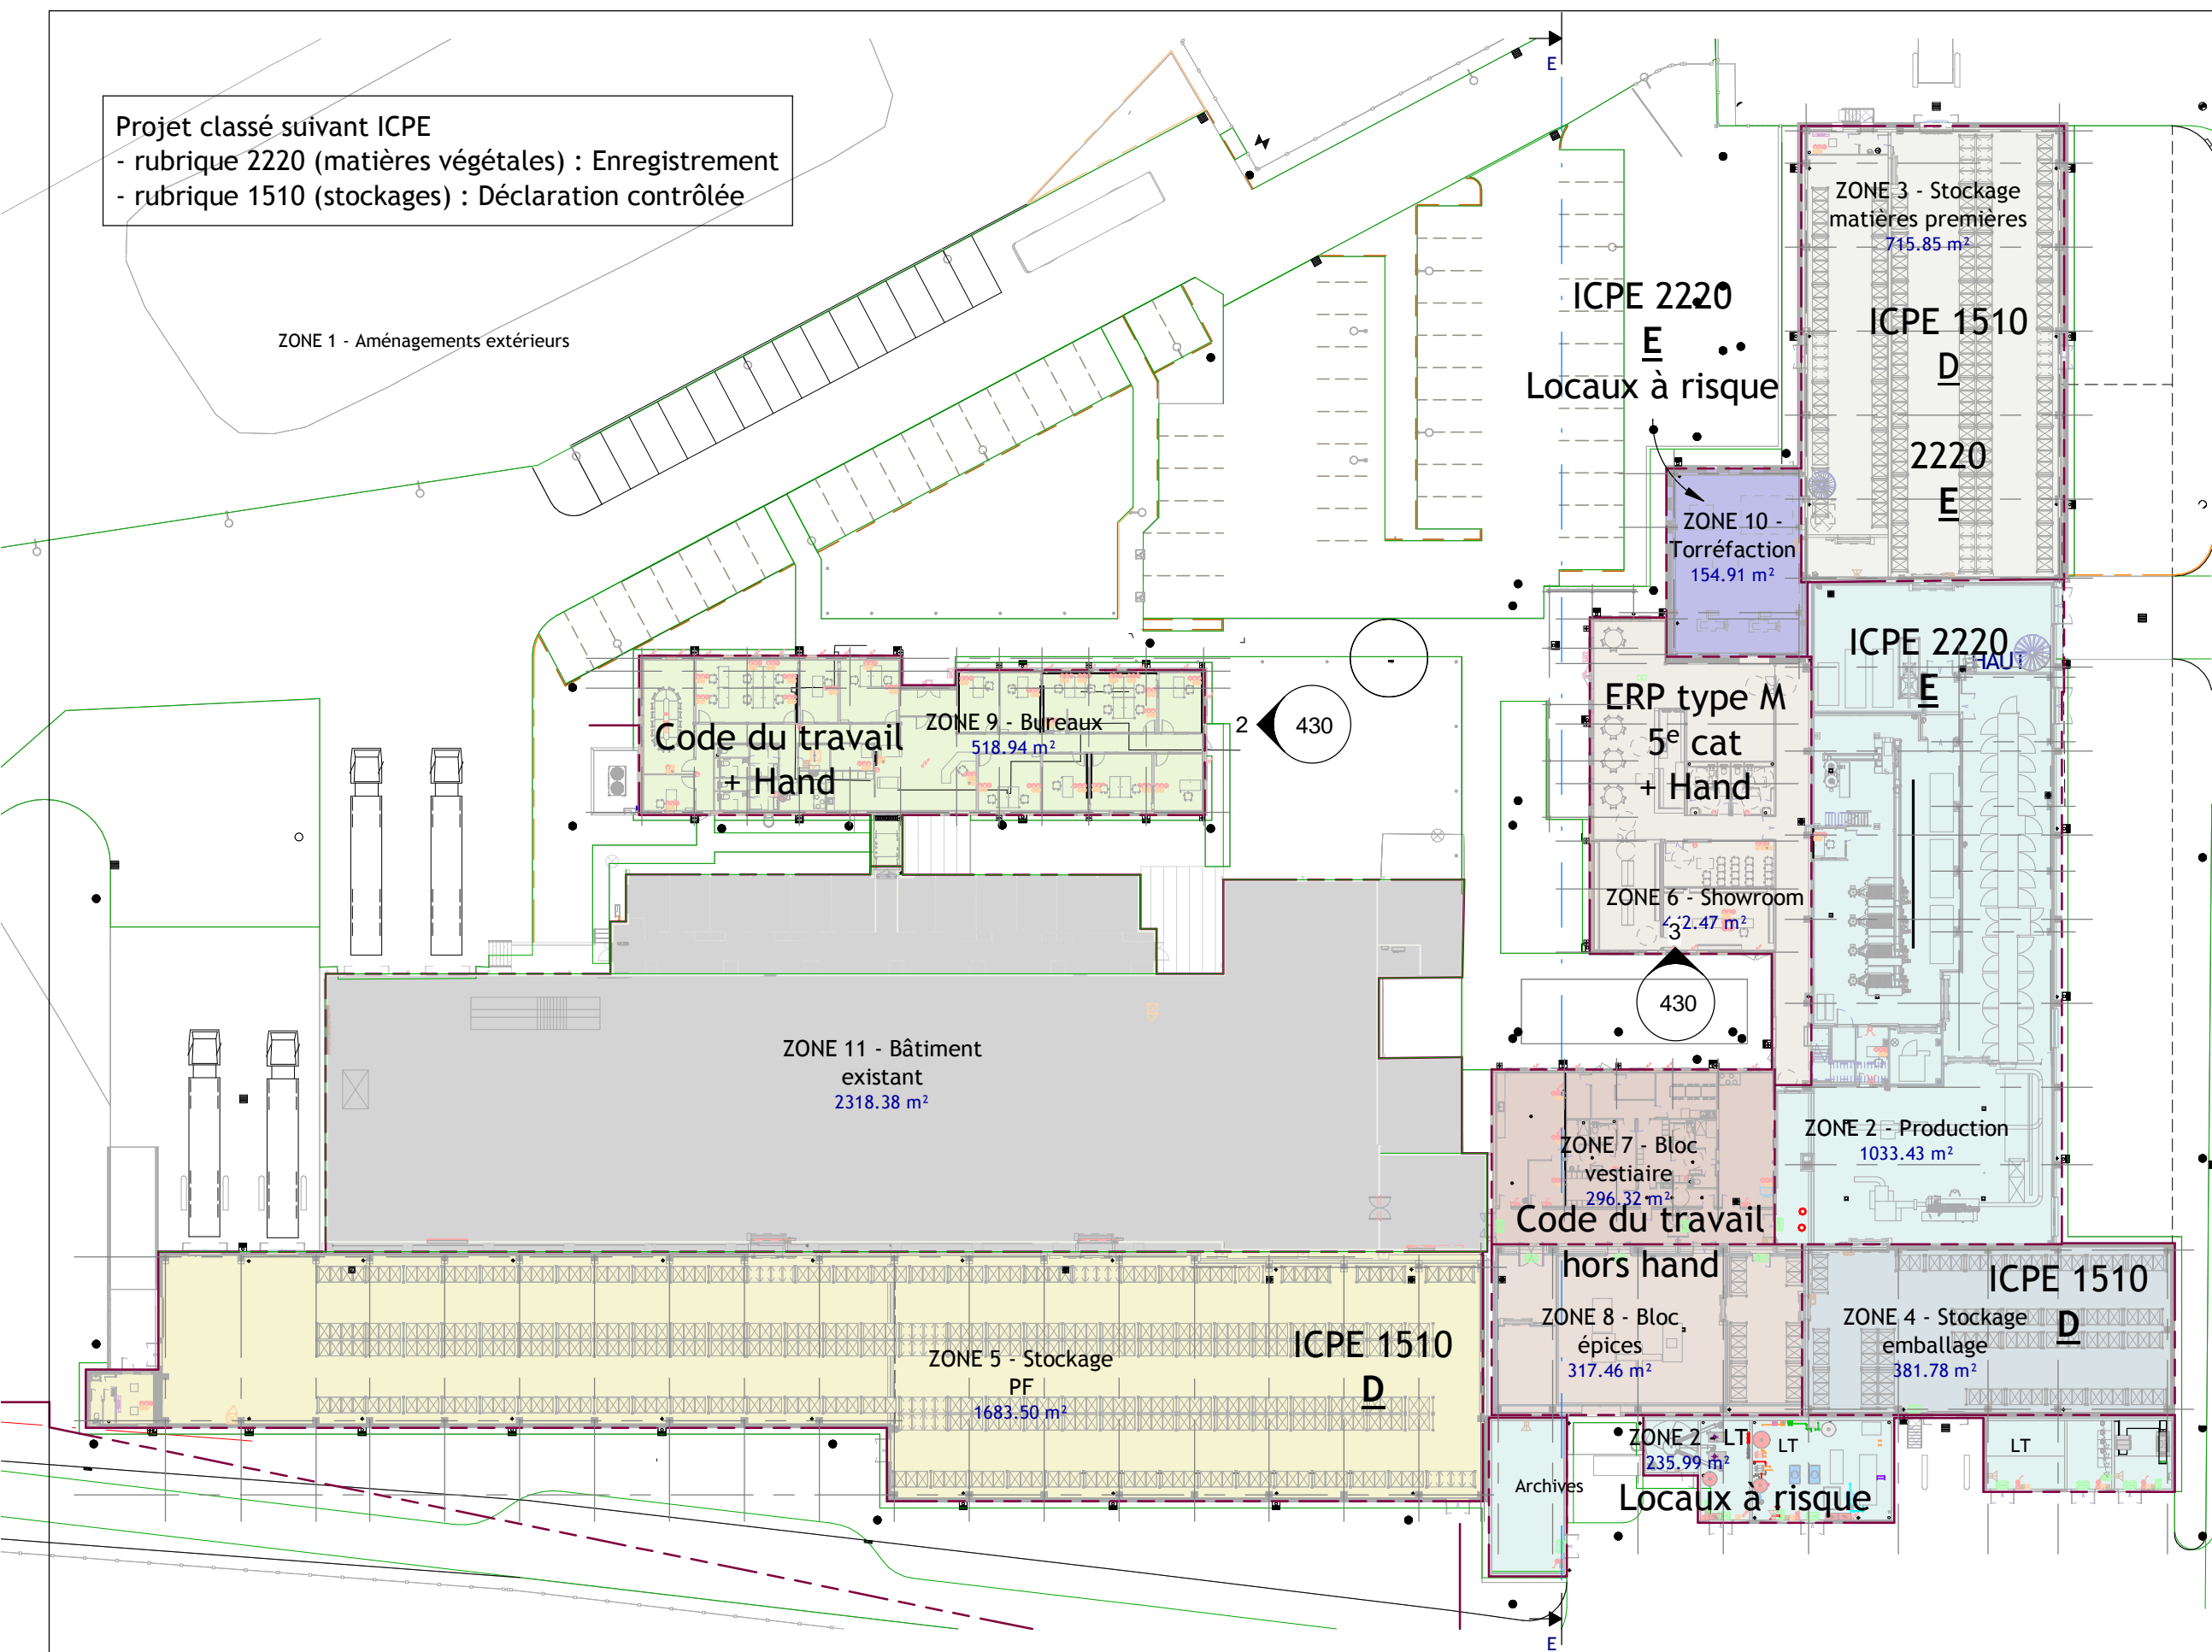 E
Projet classé suivant ICPE
- rubrique 2220 (matières végétales) : Enregistrement
- rubrique 1510 (stockages) : Déclaration contrôlée
ZONE 1 - Aménagements extérieurs
ZONE 3 - Stockage
matières premières
715.85 m²
ICPE 1510
D
2220
E
ICPE 2220
E
Locaux à risque
ZONE 10 -
Torréfaction
154.91 m²
ICPE 2220
E
HAUT
ERP type M
5e cat
+ Hand
ZONE 6 - Showroom
3
430
ZONE 9 - Bureaux
518.94 m²
Code du travail
+ Hand
2
430
ZONE 11 - Bâtiment
existant
2318.38 m²
ZONE 7 - Bloc
vestiaire
296.32 m²
Code du travail
hors hand
ZONE 2 - Production
1033.43 m²
ZONE 8 - Bloc
épices
317.46 m²
ICPE 1510
D
ZONE 4 - Stockage
emballage
381.78 m²
ICPE 1510
D
ZONE 5 - Stockage
PF
1683.50 m²
ZONE 2 - LT
235.99 m²
LT
LT
Archives
Locaux à risque
E